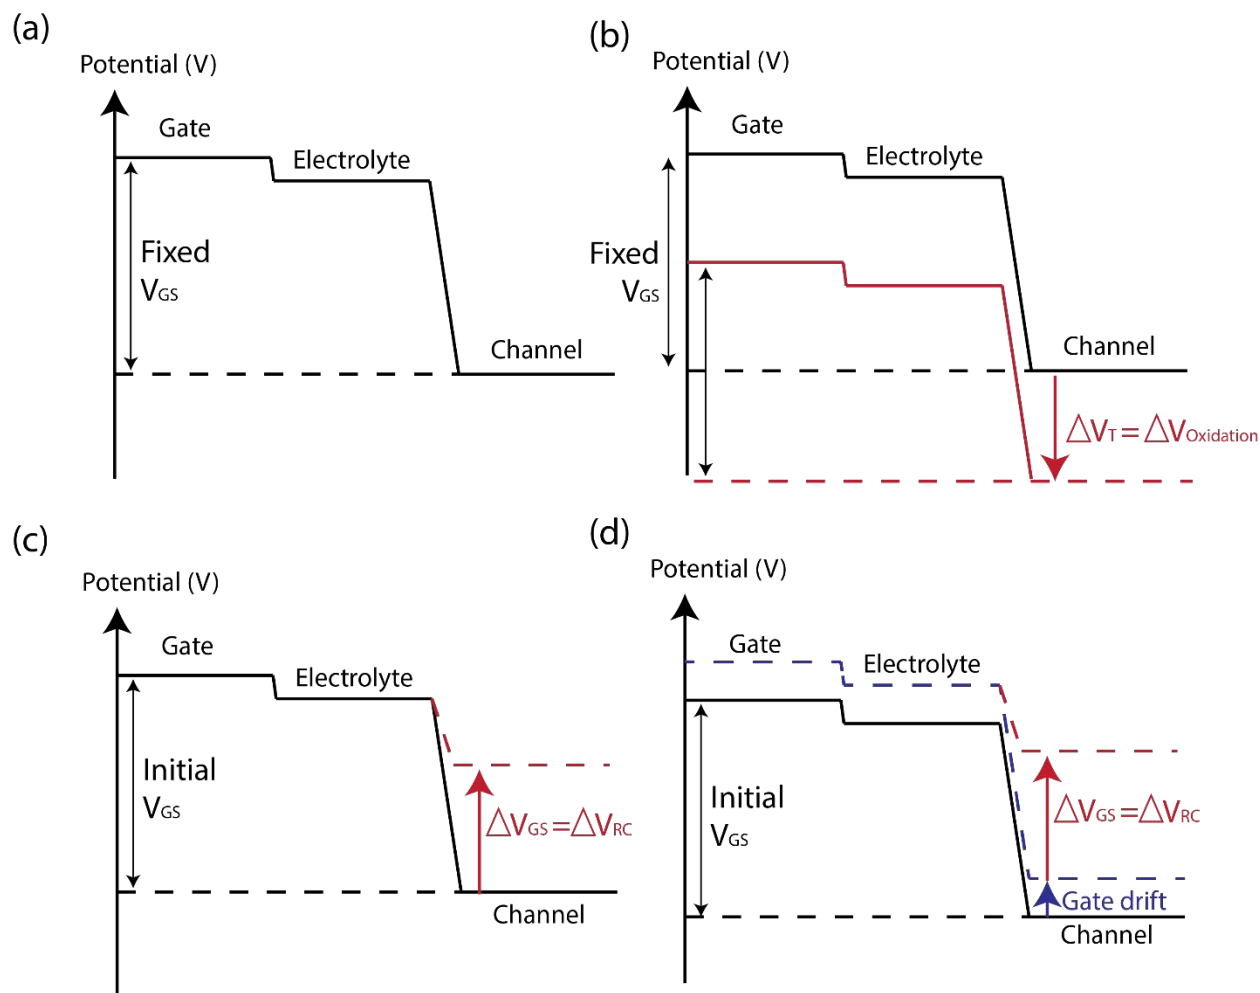 (a)
Potential (V)
Gate
Electrolyte
Fixed
VGS
Channel
(b)
Potential (V)
Gate
Electrolyte
Fixed
VGS
Channel
△VT=△VOxidation
(c)
Potential (V)
Gate
Electrolyte
Initial
VGS
△VGS=△VRC
Channel
(d)
Potential (V)
Gate
Electrolyte
Initial
VGS
△VGS=△VRC
Gate drift
Channel